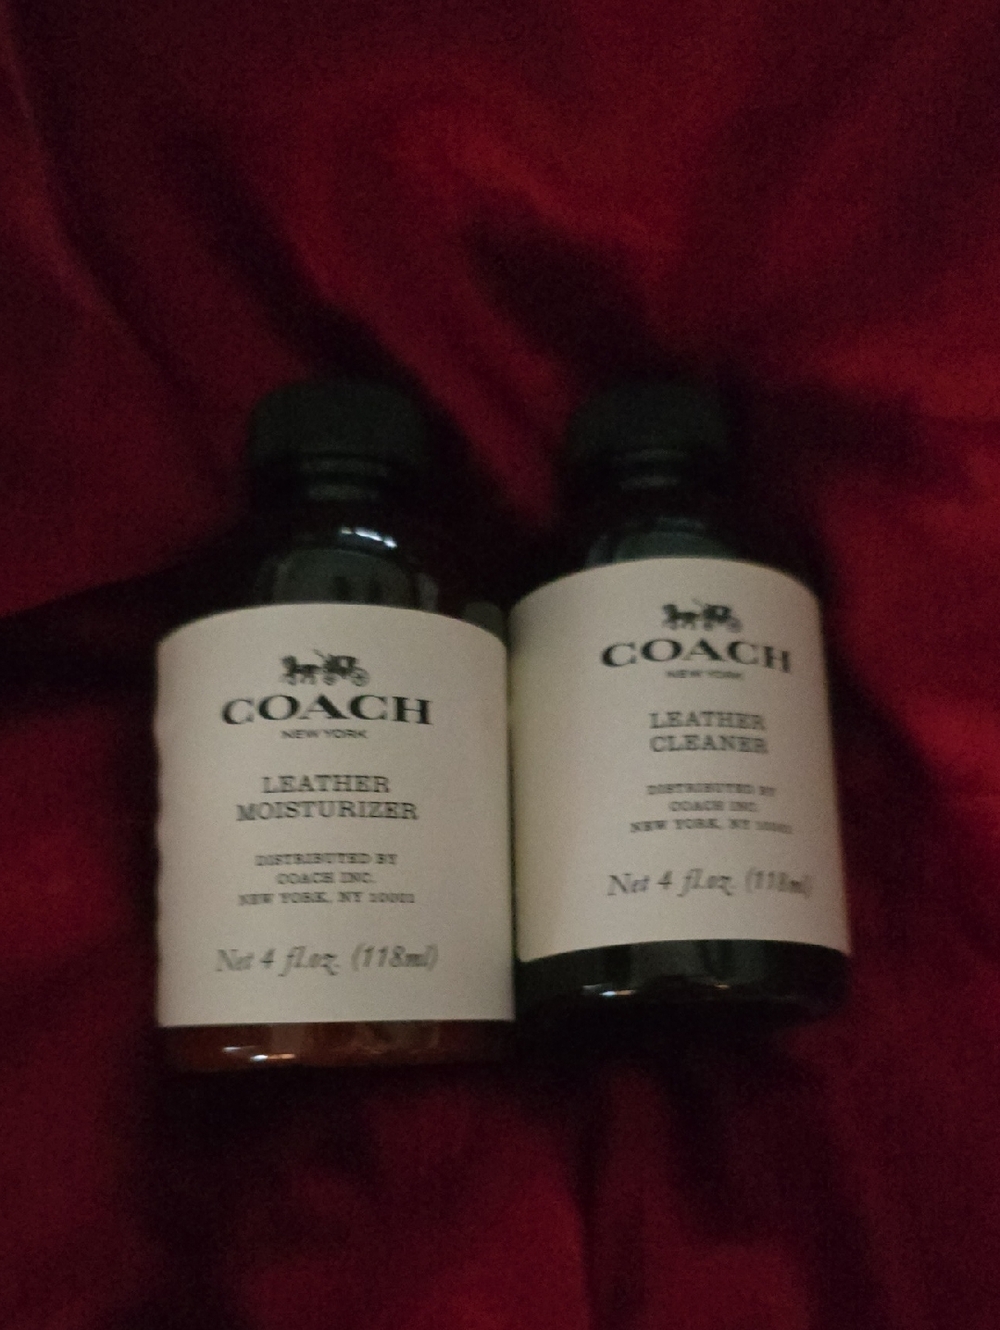 COACH
NEW YORK
LEATHER
MOISTURIZER
DISTRIBUTED BY
COACH INC.
NEW YORK, NY 10001
Net 4 fl.oz. (118ml)
COACH
NEW YORK
LEATHER
CLEANER
DISTRIBUTED BY
COACH INC.
NEW YORK, NY 10001
Net 4 fl.oz. (118ml)